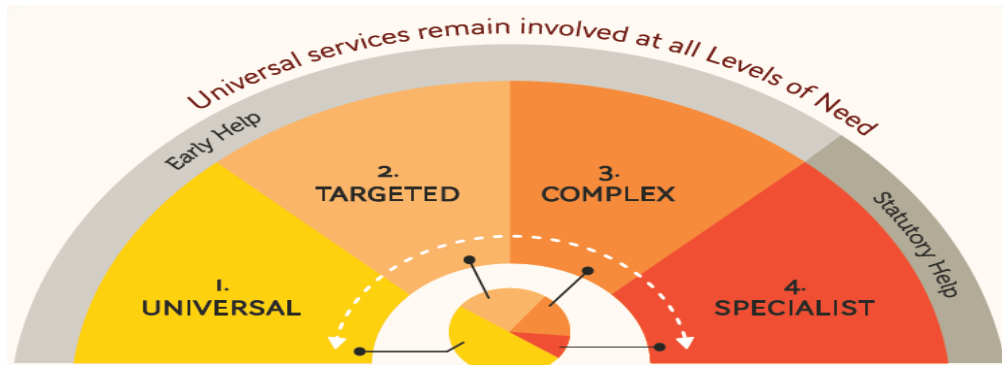 Universal services remain involved at all Levels of Need
Early Help
2.
TARGETED
3.
COMPLEX
Statutory Help
1.
UNIVERSAL
4.
SPECIALIST